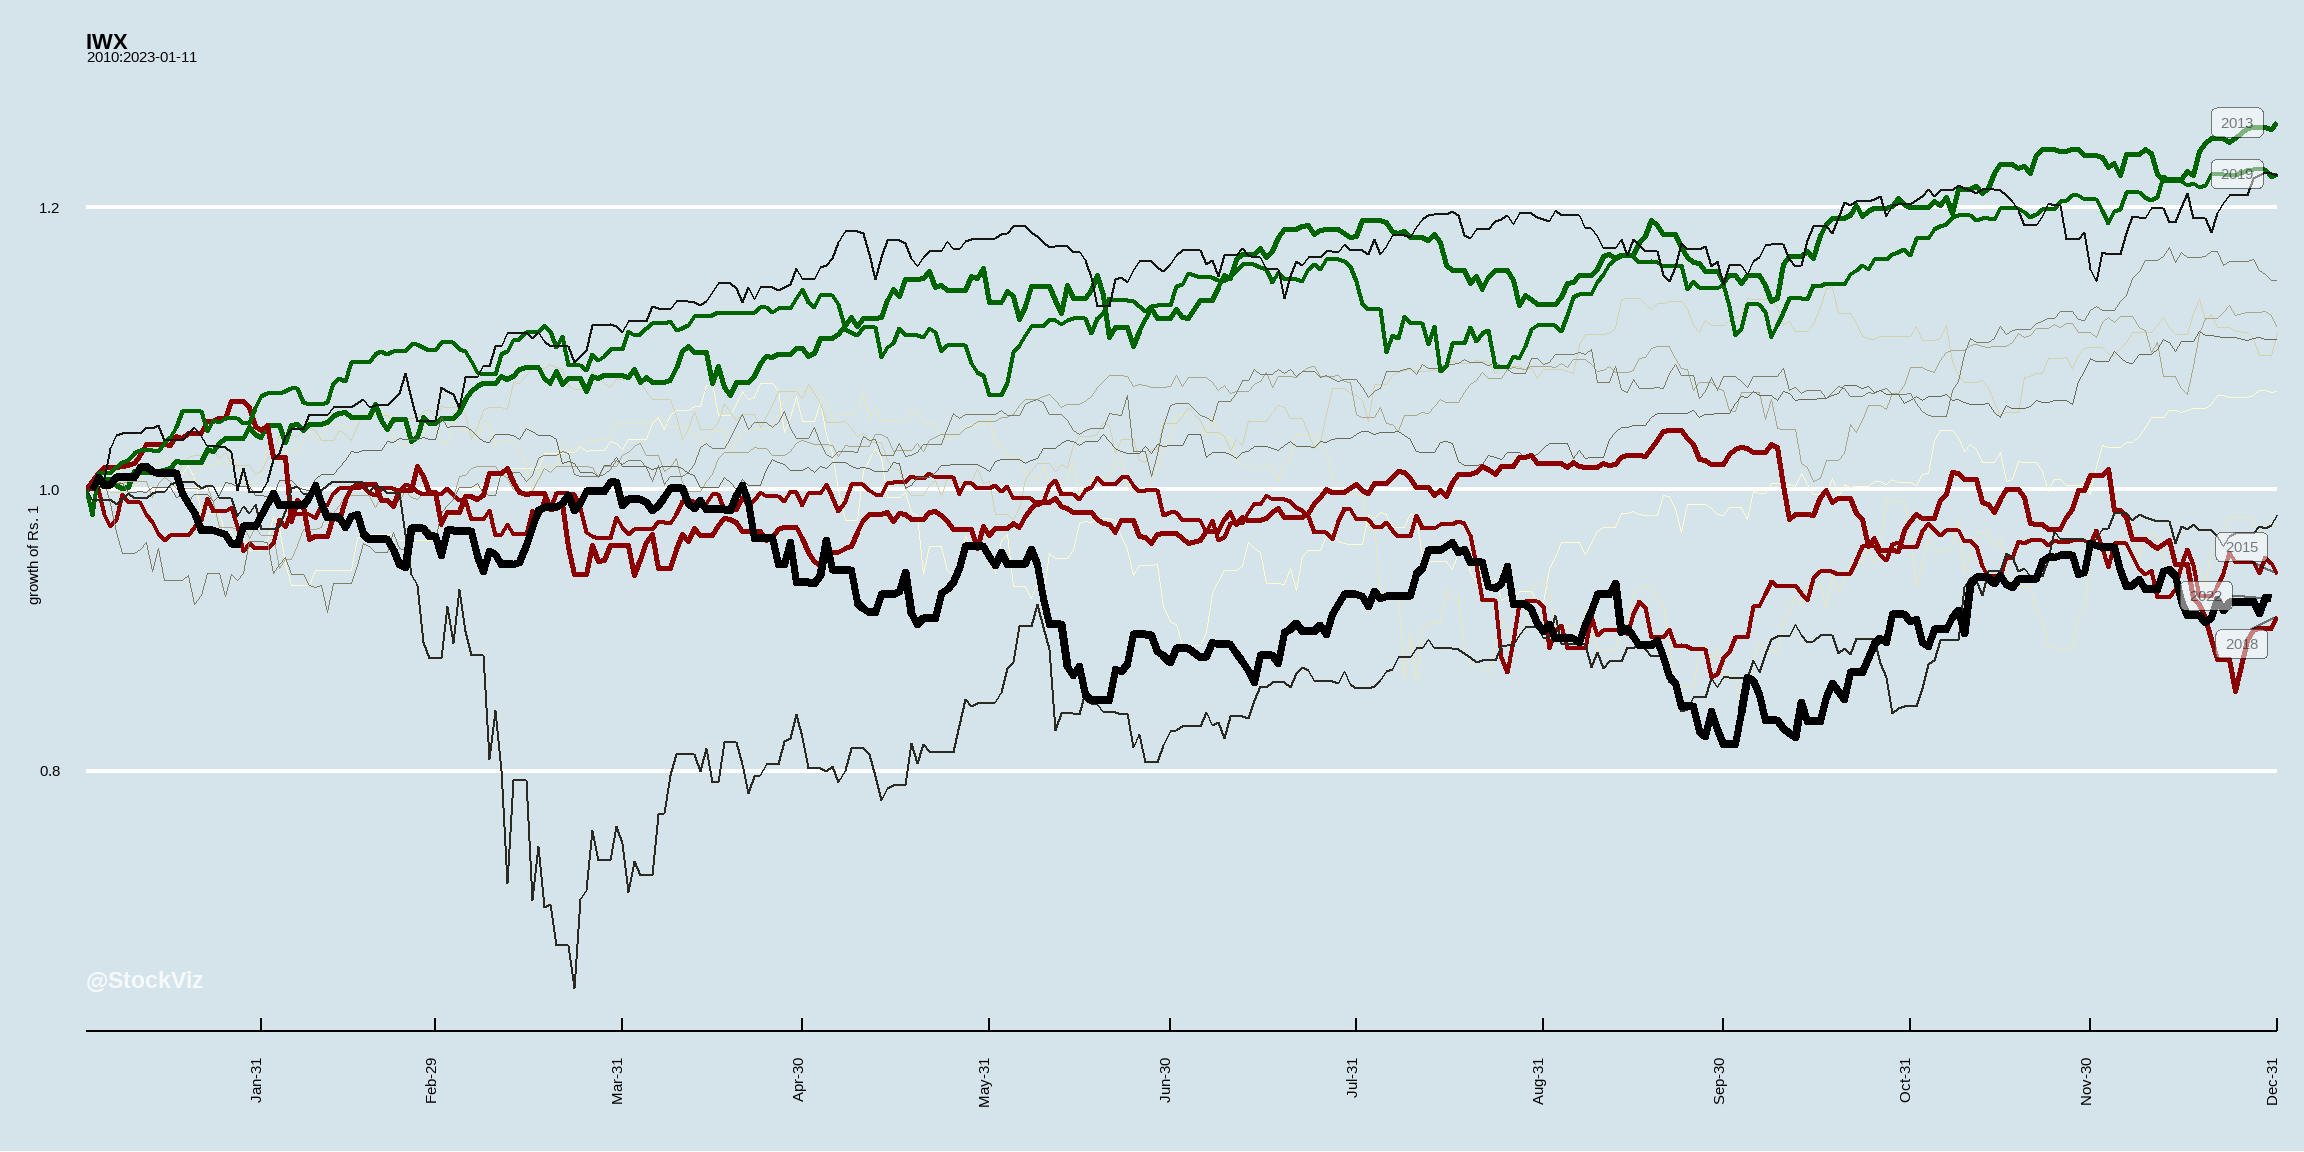 IWX
2010:2023-01-11
2013
2019
1.2
1.0
growth of Rs. 1
2015
2022
2018
0.8
@StockViz
Jan-31
Feb-29
Mar-31
Apr-30
May-31
Jun-30
Jul-31
Aug-31
Sep-30
Oct-31
Nov-30
Dec-31